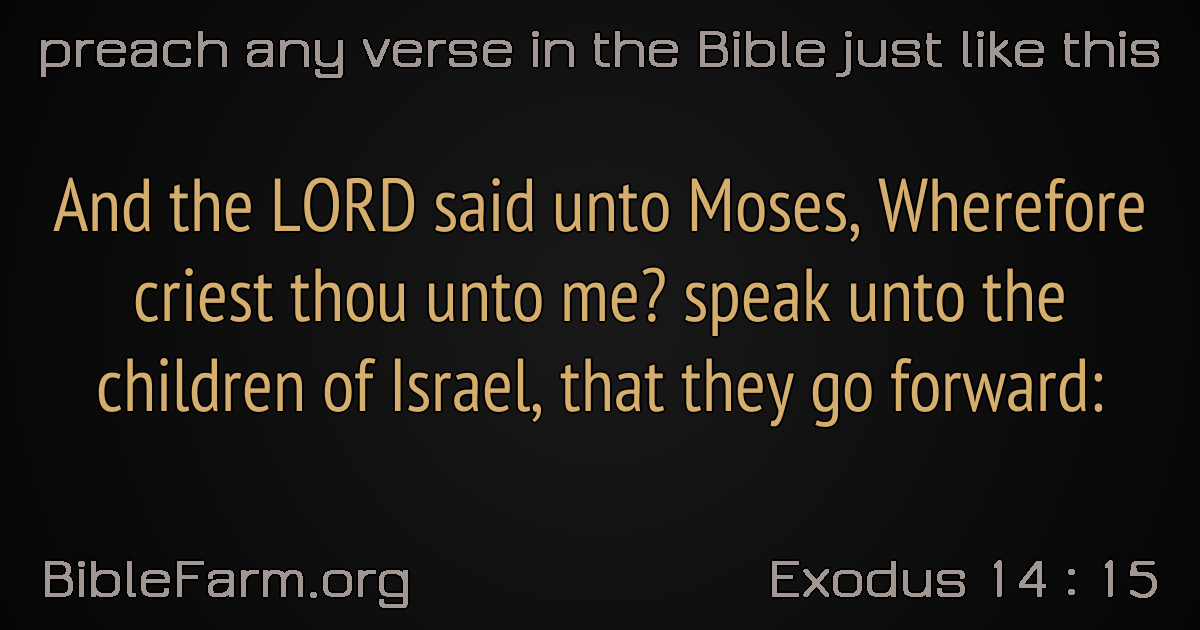 preach any verse in the Bible just like this
And the LORD said unto Moses, Wherefore
criest thou unto me? speak unto the
children of Israel, that they go forward:
BibleFarm.org
Exodus 14 : 15